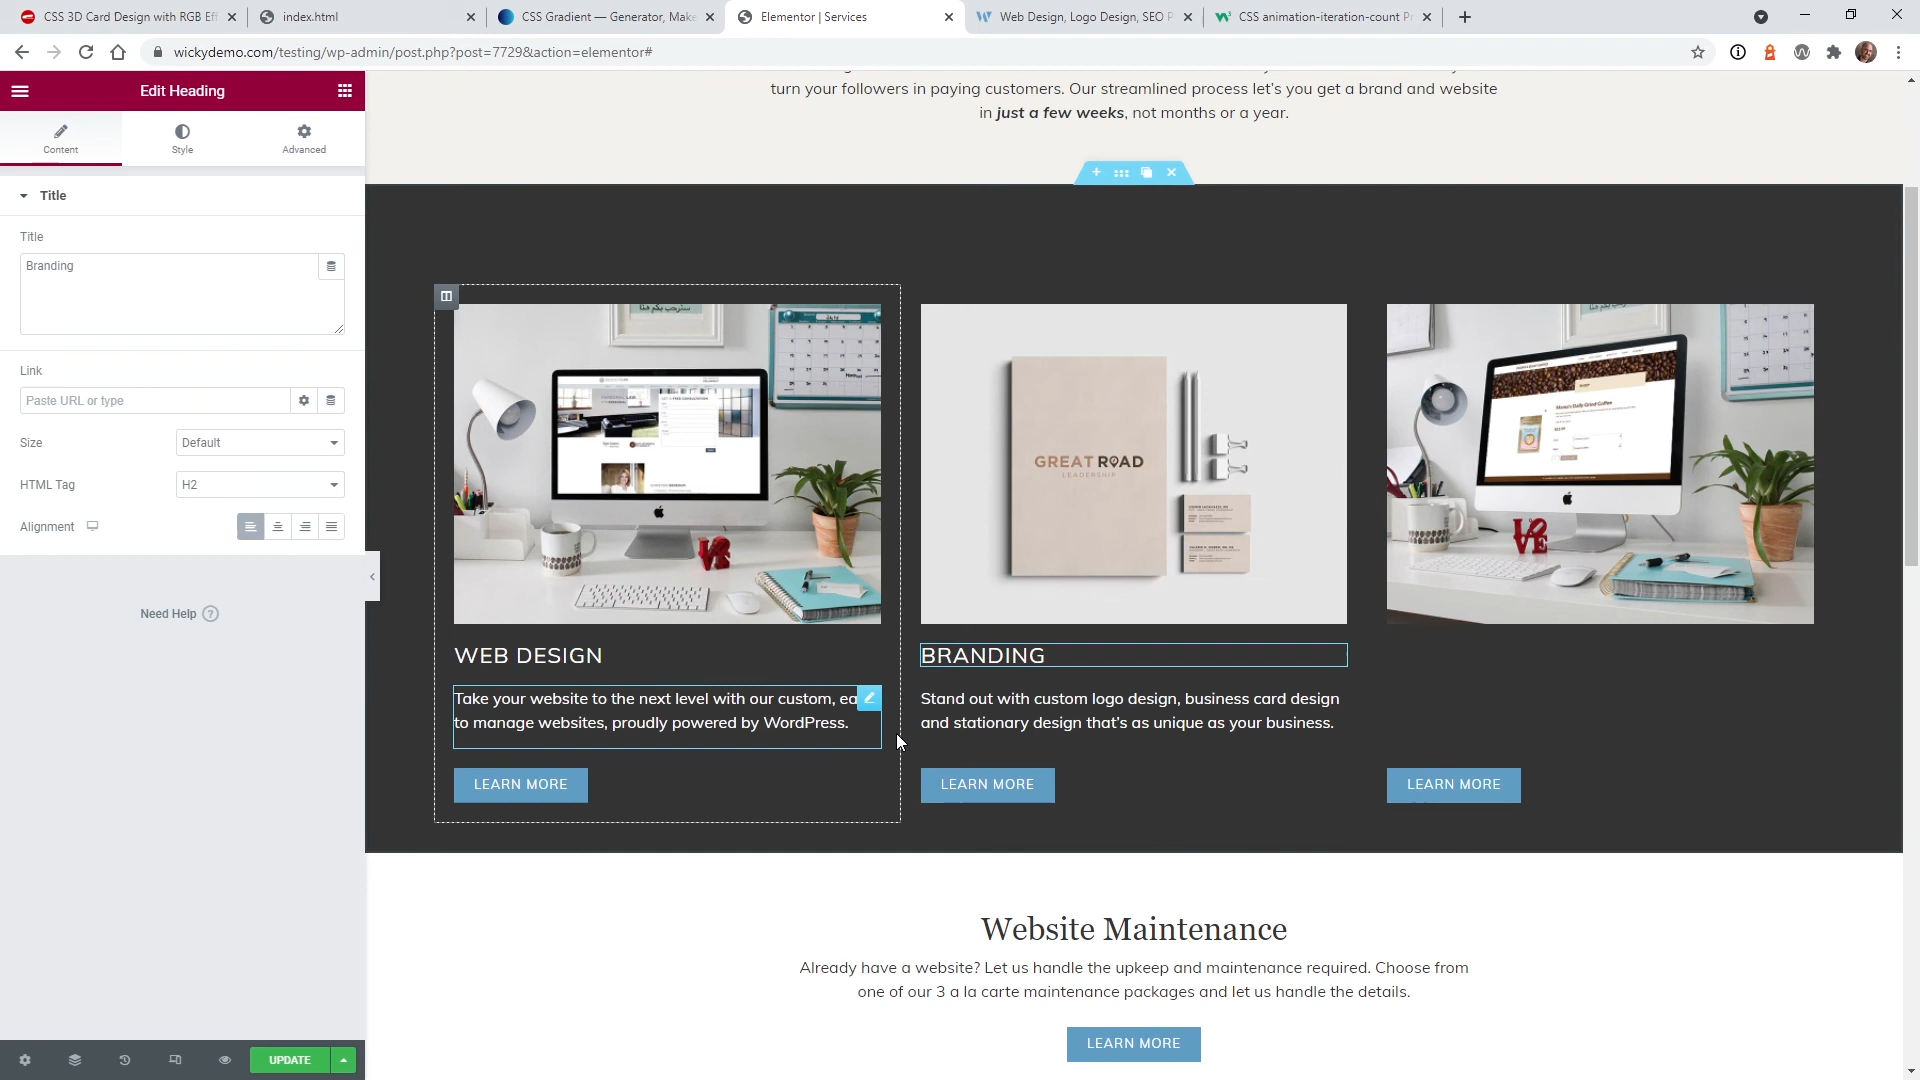 CSS 3D Card Design with RGB Eff
index.html
CSS Gradient — Generator, Make
Elementor | Services
Web Design, Logo Design, SEO P
CSS animation-iteration-count P
wickydemo.com/testing/wp-admin/post.php?post=7729&action=elementor#
Edit Heading
Content
Style
Advanced
Title
Title
Branding
Link
Paste URL or type
Size
Default
HTML Tag
H2
Alignment
Need Help
UPDATE
turn your followers in paying customers. Our streamlined process let's you get a brand and website
in just a few weeks, not months or a year.
GREAT ROAD
LEADERSHIP
LOVE
LOVE
WEB DESIGN
Take your website to the next level with our custom, ea
to manage websites, proudly powered by WordPress.
LEARN MORE
BRANDING
Stand out with custom logo design, business card design
and stationary design that's as unique as your business.
LEARN MORE
LEARN MORE
Website Maintenance
Already have a website? Let us handle the upkeep and maintenance required. Choose from
one of our 3 a la carte maintenance packages and let us handle the details.
LEARN MORE